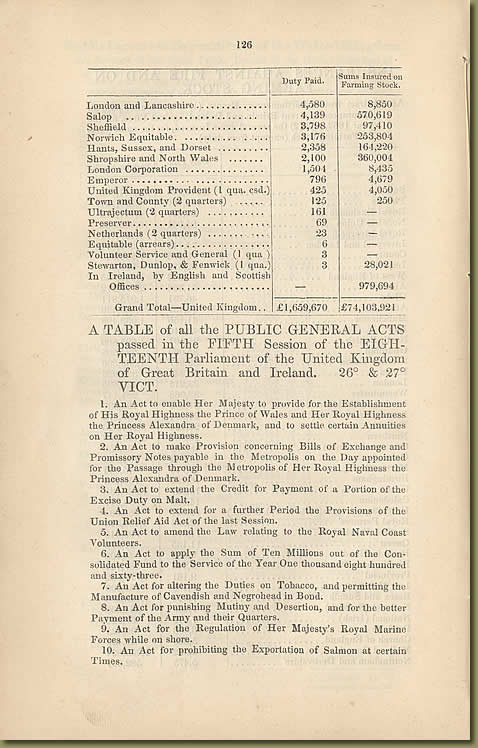 126
Duty Paid. Sums Insured on
Farming Stock.
London and Lancashire.............. 4,580 8,850
Salop .......................... 4,139 570,619
Sheffield ........................ 3,798 97,410
Norwich Equitable................. 3,176 253,804
Hants, Sussex, and Dorset .......... 2,358 164,220
Shropshire and North Wales ....... 2,100 360,004
London Corporation ................ 1,504 8,435
Emperor .......................... 796 4,679
United Kingdom Provident (1 qua. csd.) 425 4,050
Town and County (2 quarters) ...... 125 250
Ultrajectum (2 quarters) ........... 161 —
Preserver.......................... 69 —
Netherlands (2 quarters) ........... 23 —
Equitable (arrears)................. 6 —
Volunteer Service and General (1 qua ) 3 —
Stewarton, Dunlop, & Fenwick (1 qua.) 3 28,021
In Ireland, by English and Scottish
Offices ........................ — 979,694
Grand Total—United Kingdom.. £1,659,670 £74,103,921
A TABLE of all the PUBLIC GENERAL ACTS
passed in the FIFTH Session of the EIGH-
TEENTH Parliament of the United Kingdom
of Great Britain and Ireland. 26° & 27°
VICT.
1. An Act to enable Her Majesty to provide for the Establishment
of His Royal Highness the Prince of Wales and Her Royal Highness
the Princess Alexandra of Denmark, and to settle certain Annuities
on Her Royal Highness.
2. An Act to make Provision concerning Bills of Exchange and
Promissory Notes payable in the Metropolis on the Day appointed
for the Passage through the Metropolis of Her Royal Highness the
Princess Alexandra of Denmark.
3. An Act to extend the Credit for Payment of a Portion of the
Excise Duty on Malt.
4. An Act to extend for a further Period the Provisions of the
Union Relief Aid Act of the last Session.
5. An Act to amend the Law relating to the Royal Naval Coast
Volunteers.
6. An Act to apply the Sum of Ten Millions out of the Con-
solidated Fund to the Service of the Year One thousand eight hundred
and sixty-three.
7. An Act for altering the Duties on Tobacco, and permitting the
Manufacture of Cavendish and Negrohead in Bond.
8. An Act for punishing Mutiny and Desertion, and for the better
Payment of the Army and their Quarters.
9. An Act for the Regulation of Her Majesty's Royal Marine
Forces while on shore.
10. An Act for prohibiting the Exportation of Salmon at certain
Times.